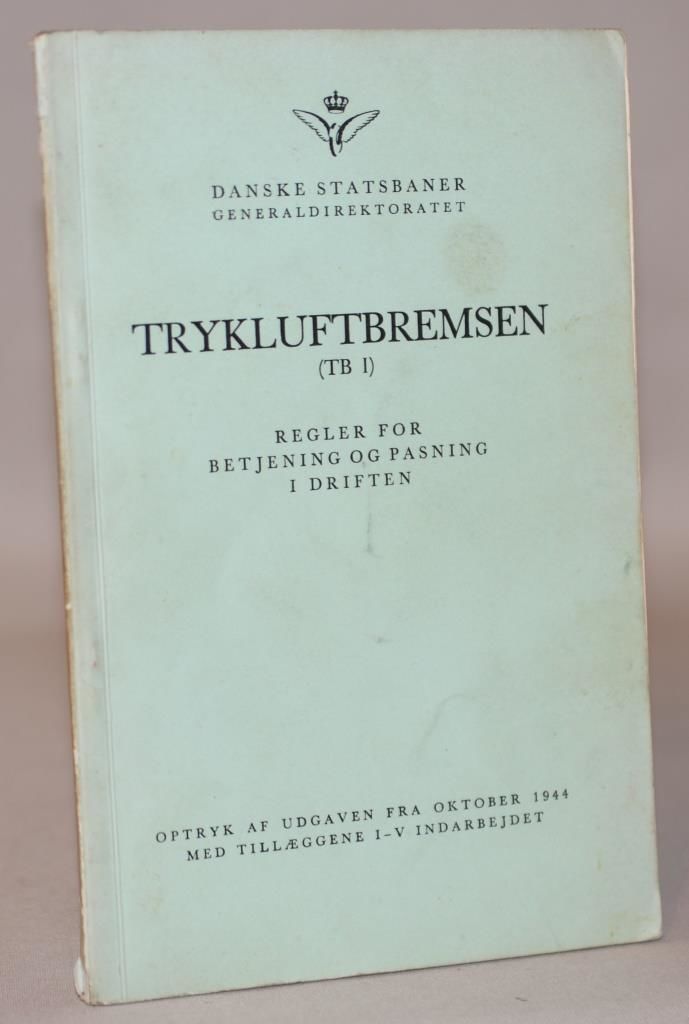 DANSKE STATSBANER
GENERALDIREKTORATET
TRYKLUFTBREMSEN
(TB I)
REGLER FOR
BETJENING OG PASNING
I DRIFTEN
OPTRYK AF UDGAVEN FRA OKTOBER 1944
MED TILLÆGGENE I-V INDARBEJDET